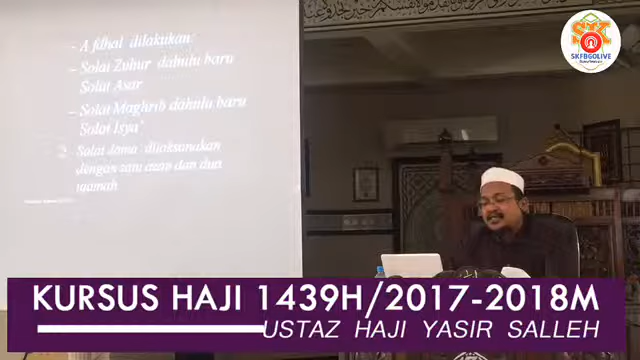 - Afdhal dilakukan:
- Solat Zuhur dahulu baru
Solat Asar
- Solat Maghrib dahulu baru
Solat Isya'
Solat Jama' dilaksanakan
dengan satu azan dan dua
iqamah
SKFBGOLIVE
KURSUS HAJI 1439H/2017-2018M
USTAZ HAJI YASIR SALLEH